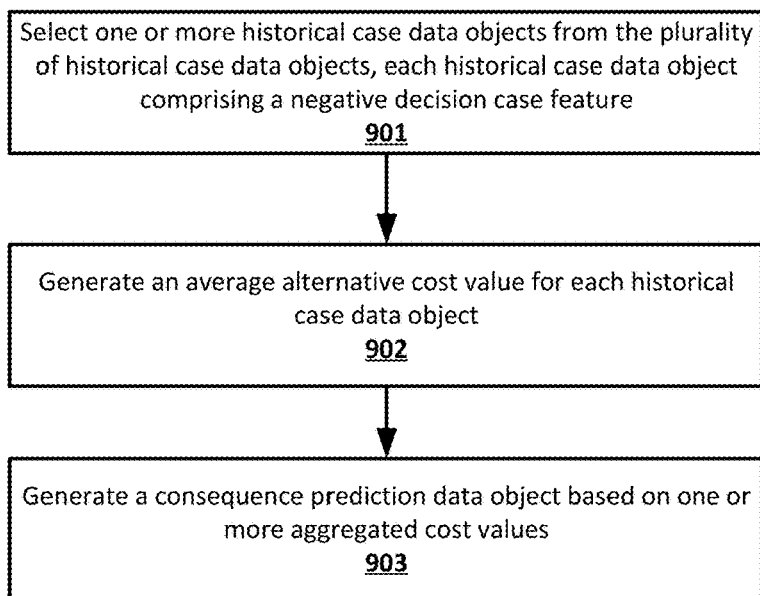 Select one or more historical case data objects from the plurality
of historical case data objects, each historical case data object
comprising a negative decision case feature
901
Generate an average alternative cost value for each historical
case data object
902
Generate a consequence prediction data object based on one or
more aggregated cost values
903